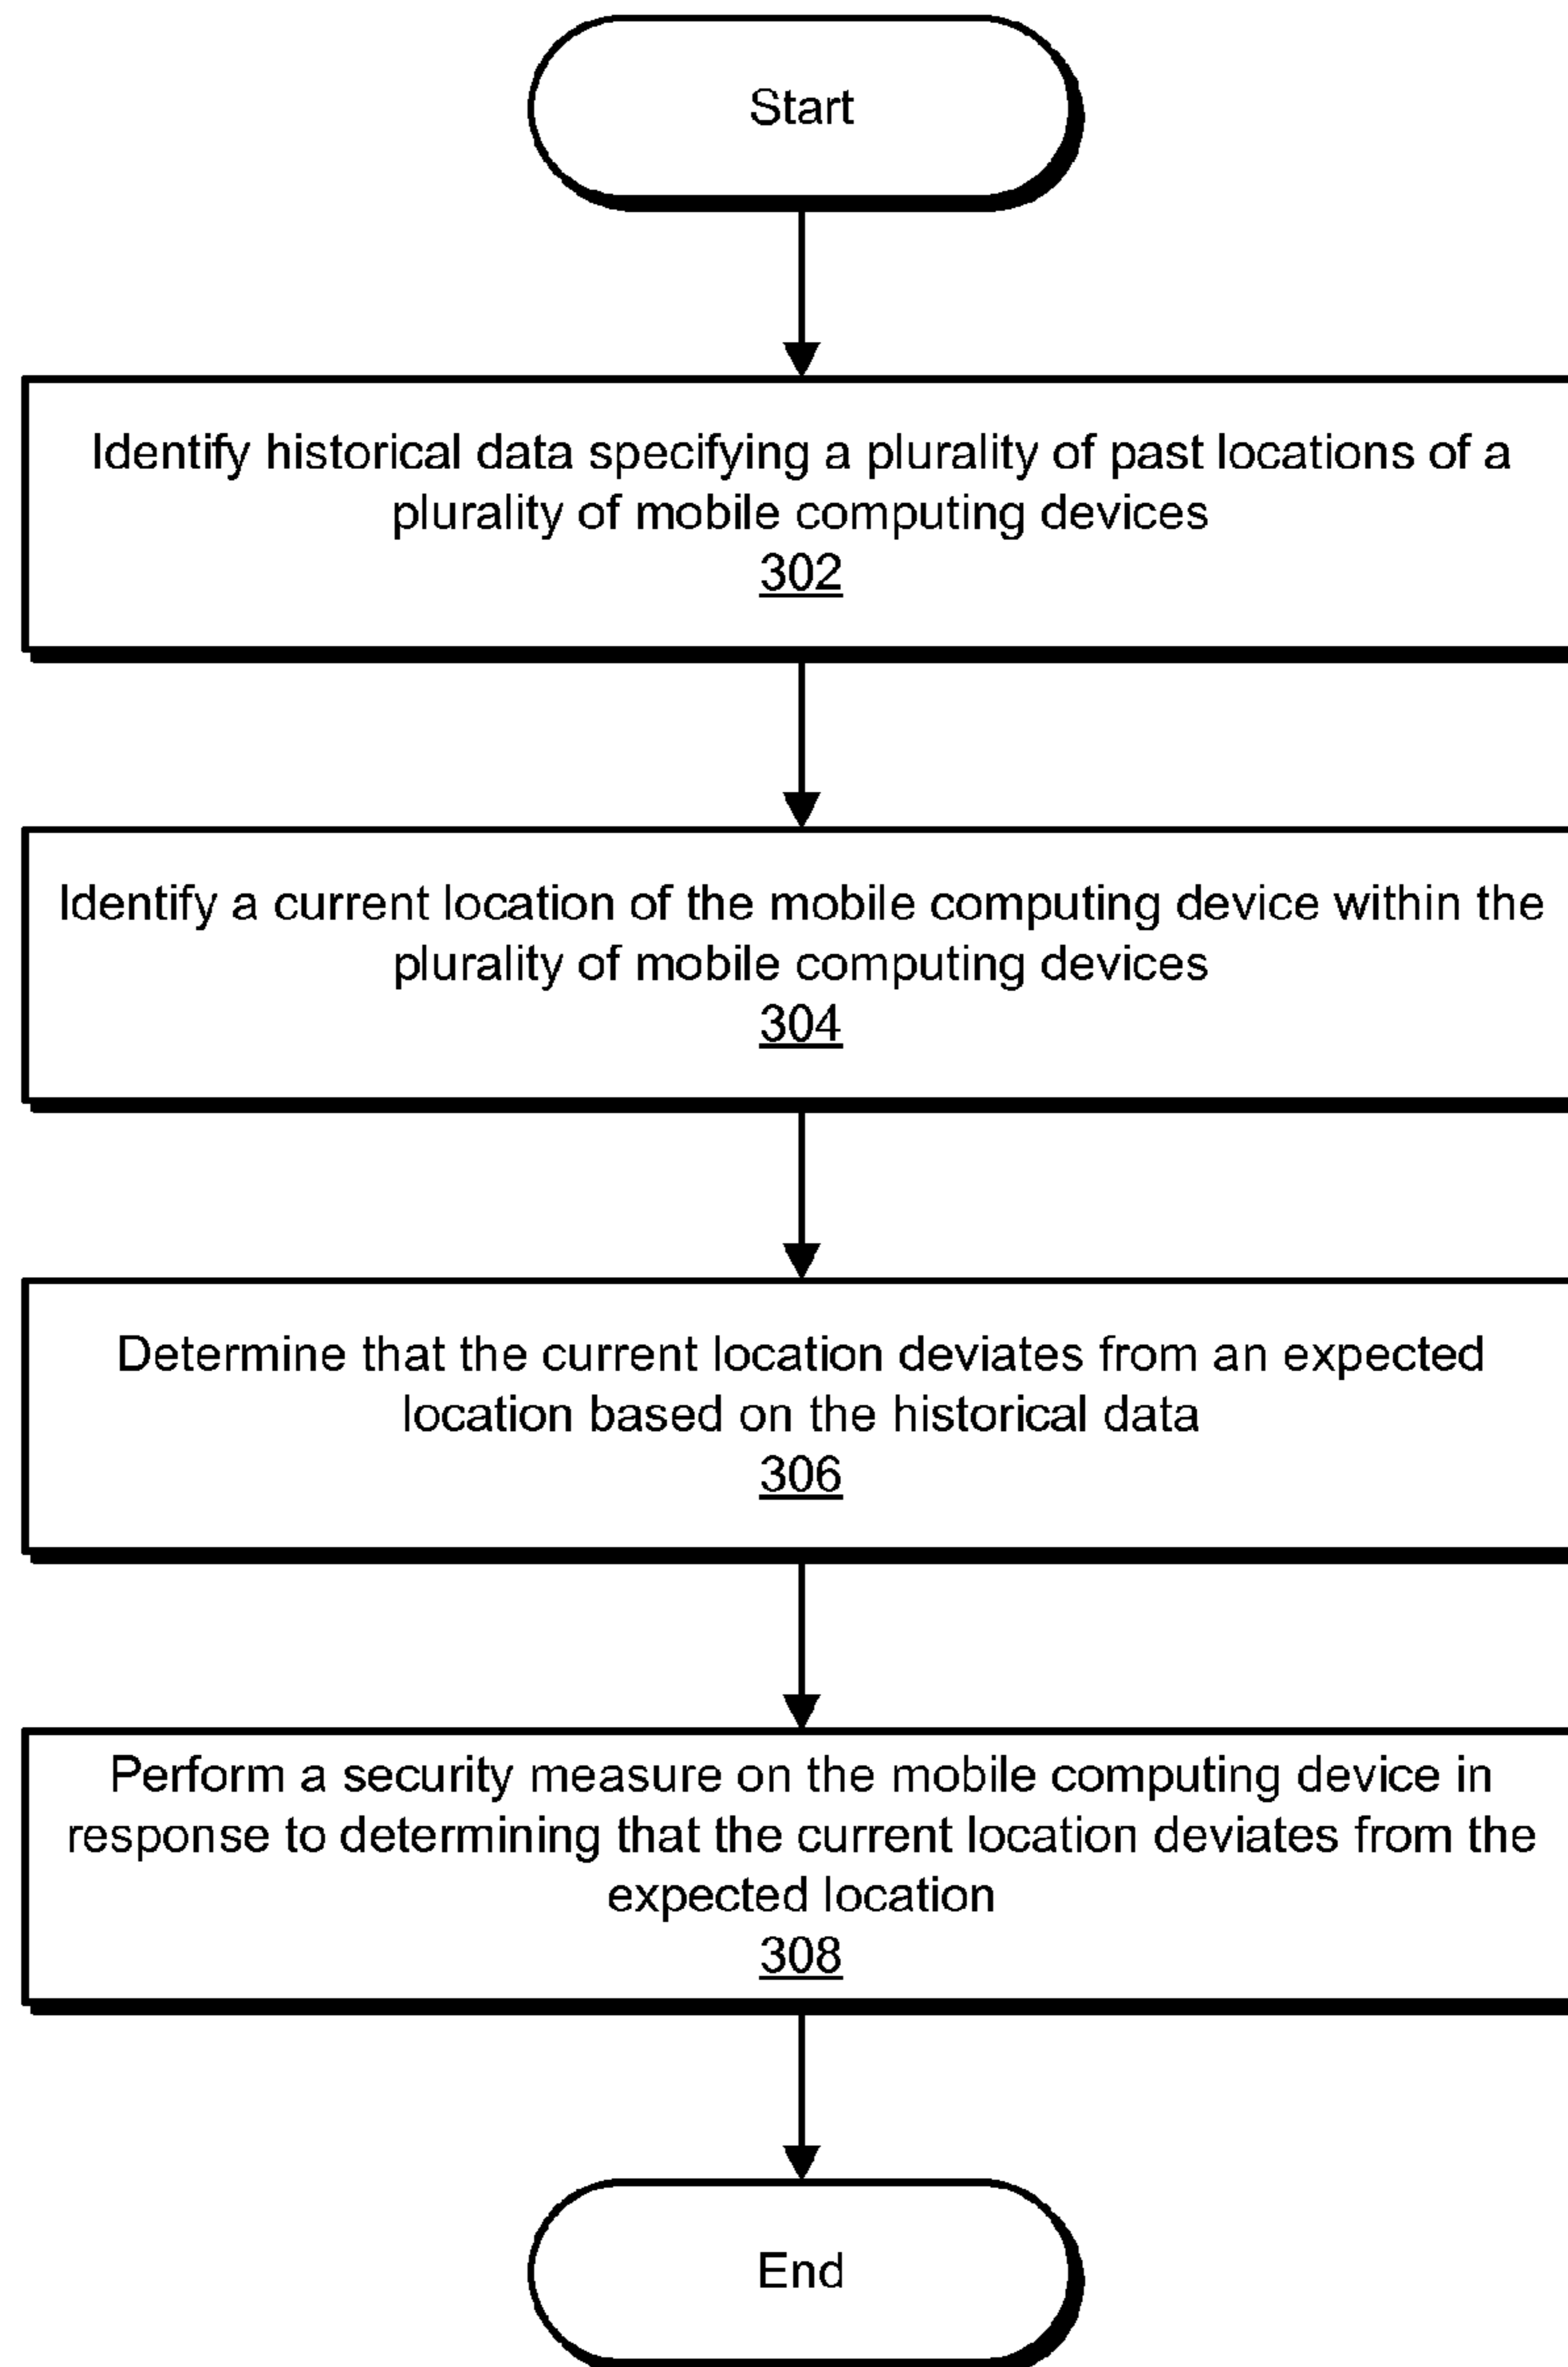 Start
Identify historical data specifying a plurality of past locations of a
plurality of mobile computing devices
302
Identify a current location of the mobile computing device within the
plurality of mobile computing devices
304
Determine that the current location deviates from an expected
location based on the historical data
306
Perform a security measure on the mobile computing device in
response to determining that the current location deviates from the
expected location
308
End